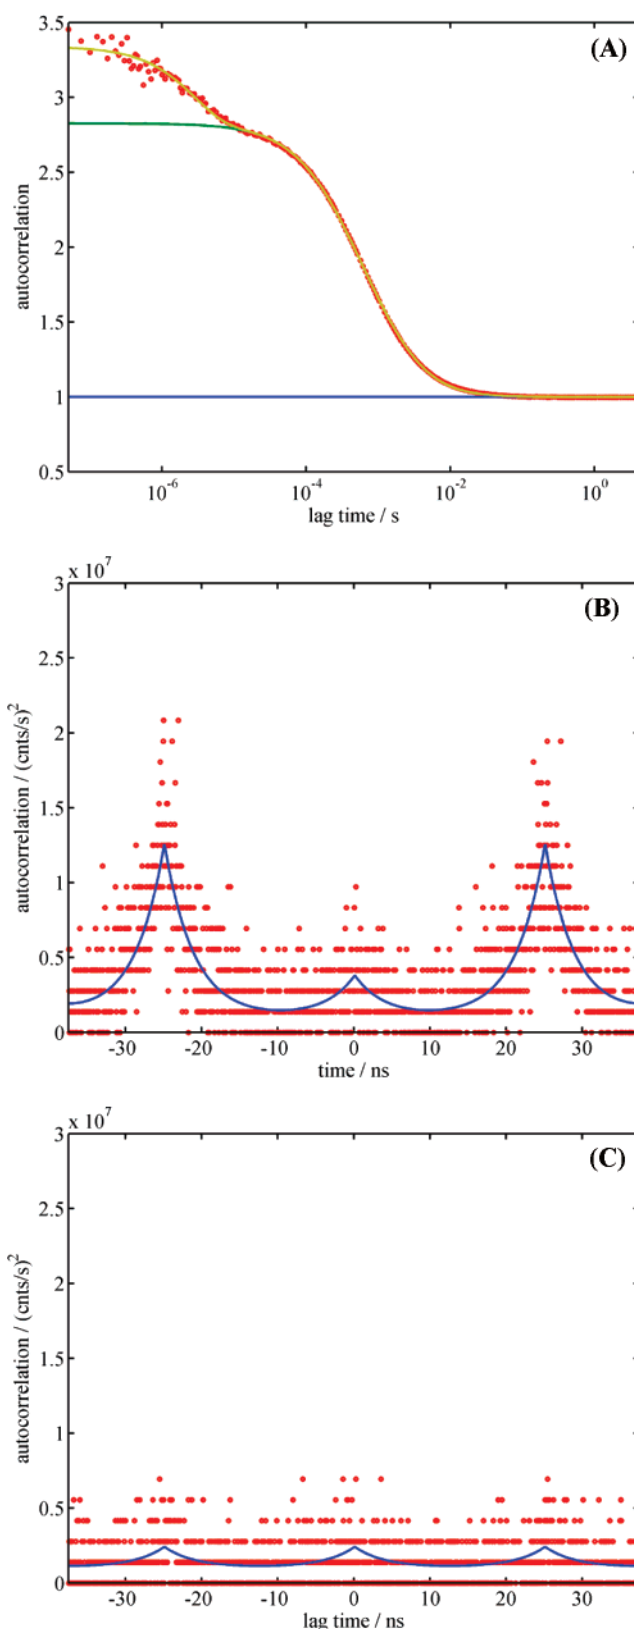 (A)
3.5
3
2.5
2
1.5
1
0.5
autocorrelation
10^-6 10^-4 10^-2 10^0
lag time / s
x 10^7
(B)
3
2.5
2
1.5
1
0.5
0
autocorrelation / (cnts/s)^2
-30 -20 -10 0 10 20 30
time / ns
x 10^7
(C)
3
2.5
2
1.5
1
0.5
0
autocorrelation / (cnts/s)^2
-30 -20 -10 0 10 20 30
lag time / ns